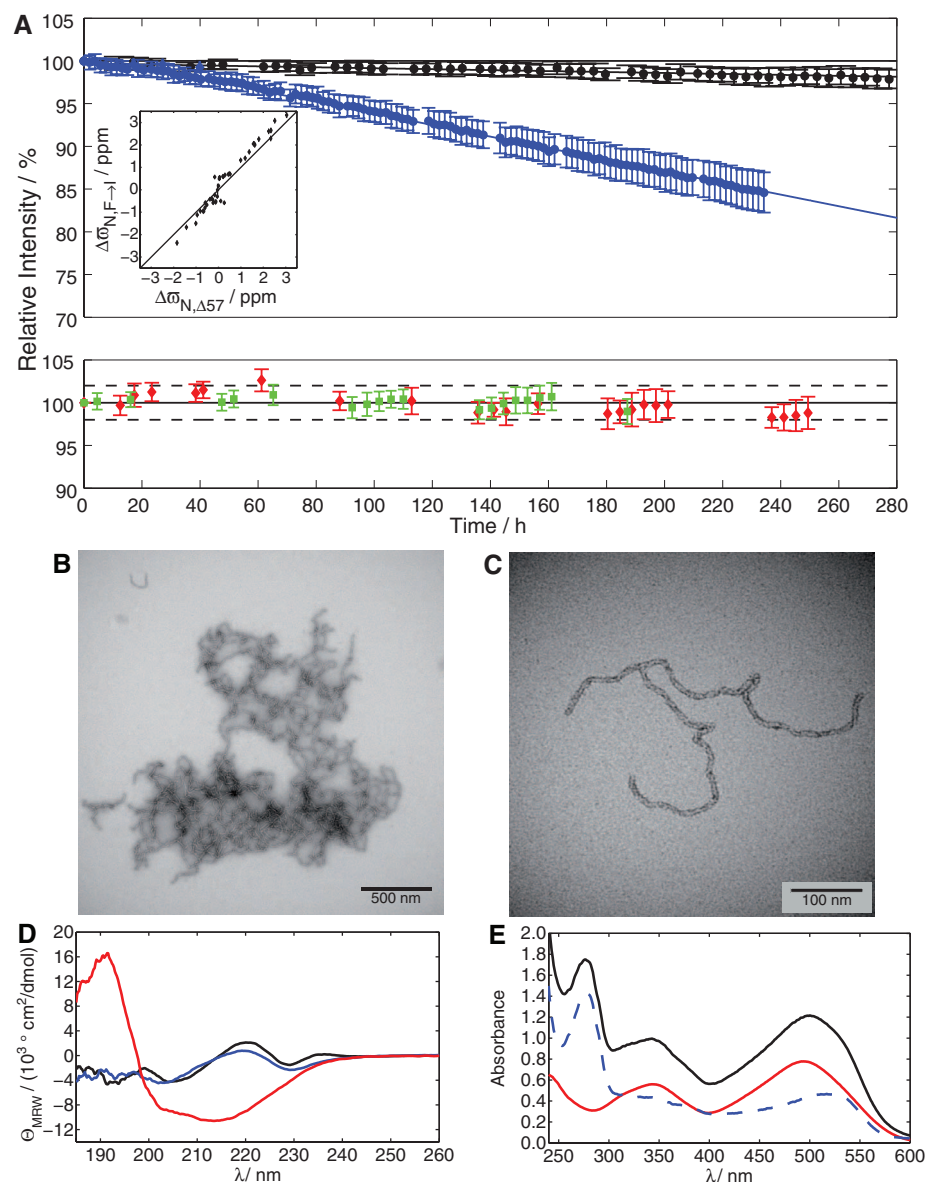 A
Relative Intensity / %
105
100
95
90
85
80
75
70
ΔϖN,F→I / ppm
3
2
1
0
−1
−2
−3
−3 −2 −1 0 1 2 3
ΔϖN,Δ57 / ppm
105
100
95
90
0 20 40 60 80 100 120 140 160 180 200 220 240 260 280
Time / h
B
500 nm
C
100 nm
D
ΘMRW / (10³ ° cm²/dmol)
20
16
12
8
4
0
−4
−8
−12
190 200 210 220 230 240 250 260
λ/ nm
E
Absorbance
2.0
1.8
1.6
1.4
1.2
1.0
0.8
0.6
0.4
0.2
0.0
250 300 350 400 450 500 550 600
λ/ nm